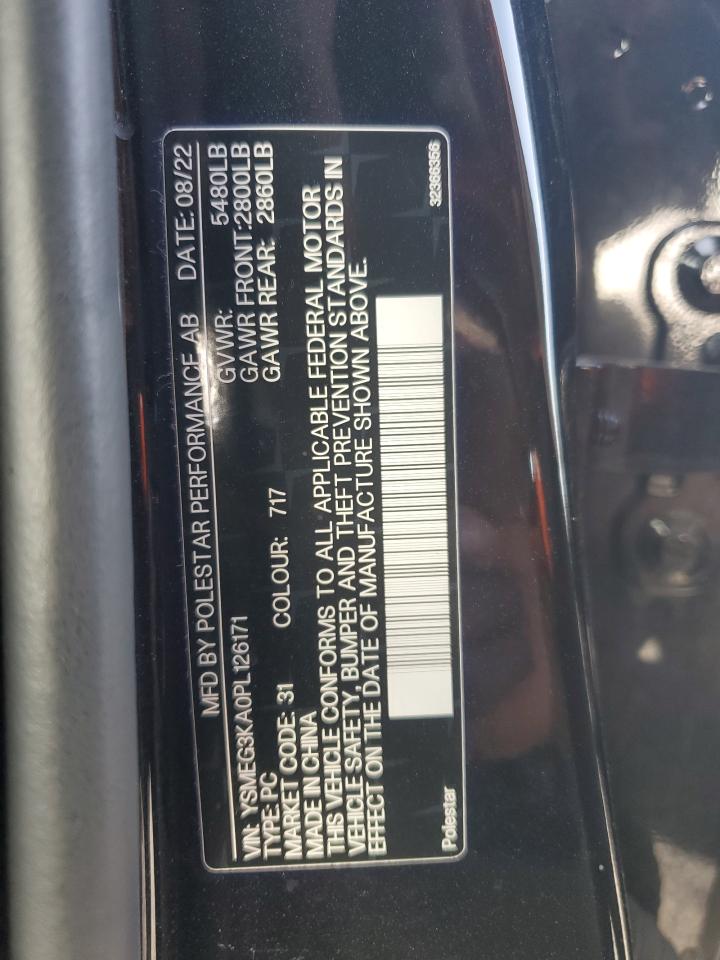 MFD BY POLESTAR PERFORMANCE AB DATE: 08/22
VIN: YSMEG3KA0PL126171 GVWR: 5480LB
TYPE: PC GAWR FRONT: 2800LB
MARKET CODE: 31 COLOUR: 717 GAWR REAR: 2860LB
MADE IN CHINA
THIS VEHICLE CONFORMS TO ALL APPLICABLE FEDERAL MOTOR
VEHICLE SAFETY, BUMPER AND THEFT PREVENTION STANDARDS IN
EFFECT ON THE DATE OF MANUFACTURE SHOWN ABOVE.
Polestar 32366356